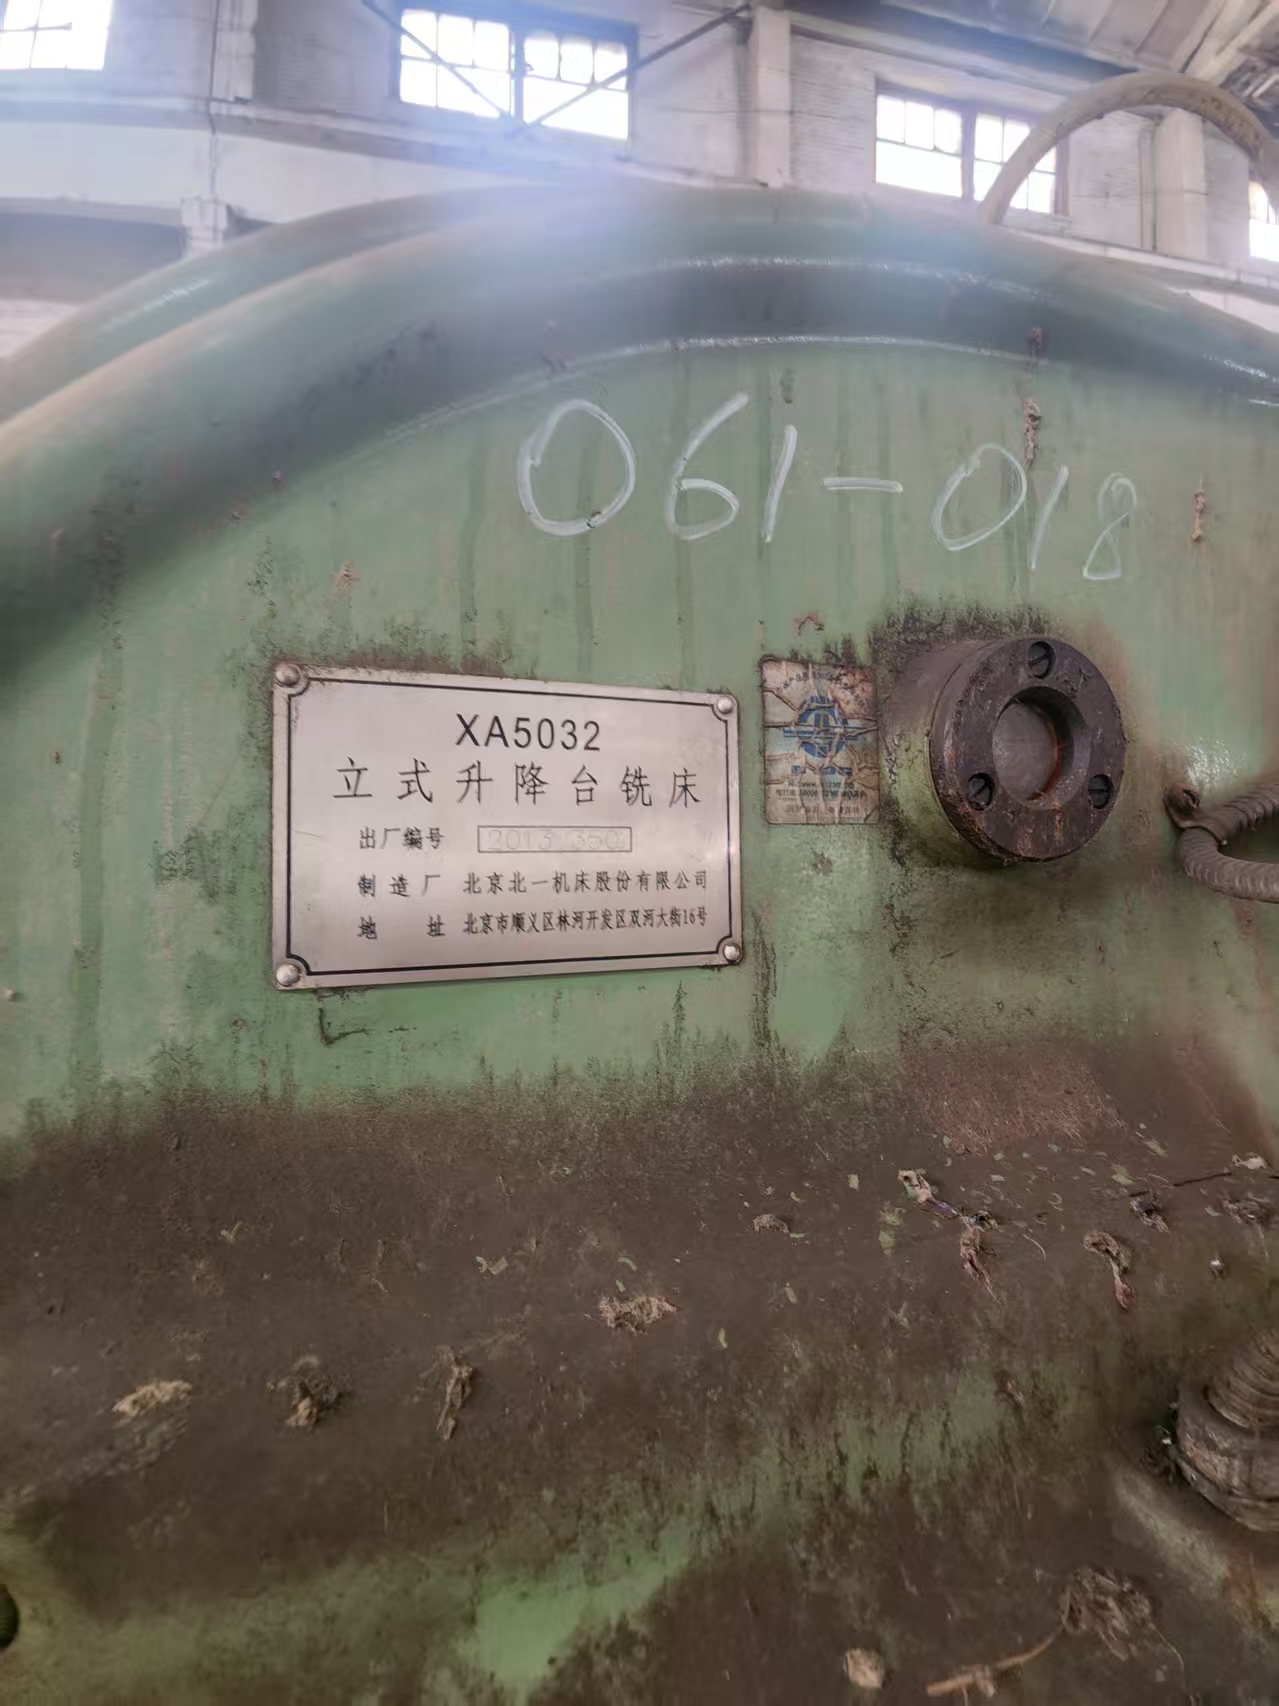 061-018
XA5032
立式升降台铣床
出厂编号 2013/350
制造厂 北京北一机床股份有限公司
地址 北京市顺义区林河开发区双河大街16号